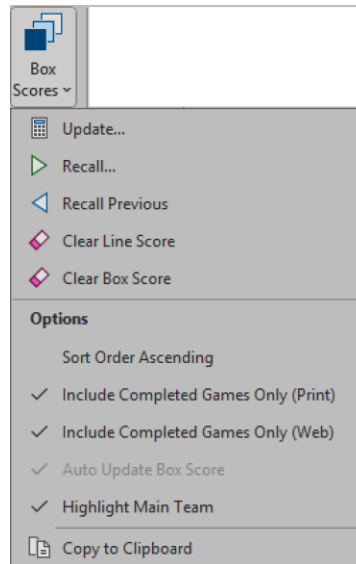 Box
Scores
Update...
Recall...
Recall Previous
Clear Line Score
Clear Box Score
Options
Sort Order Ascending
Include Completed Games Only (Print)
Include Completed Games Only (Web)
Auto Update Box Score
Highlight Main Team
Copy to Clipboard